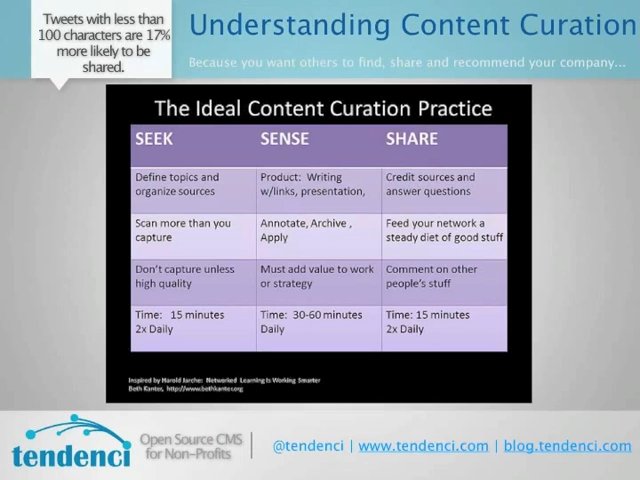 Tweets with less than
100 characters are 17%
more likely to be
shared.
Understanding Content Curation
Because you want others to find, share and recommend your company...
The Ideal Content Curation Practice
SEEK SENSE SHARE
Define topics and Product: Writing Credit sources and
organize sources w/links, presentation, answer questions
Scan more than you Annotate, Archive , Feed your network a
capture Apply steady diet of good stuff
Don't capture unless Must add value to work Comment on other
high quality or strategy people's stuff
Time: 15 minutes Time: 30-60 minutes Time: 15 minutes
2x Daily Daily 2x Daily
Inspired by Harold Jarche: Networked Learning Is Working Smarter
Beth Kanter, http://www.bethkanter.org
tendenci
Open Source CMS
for Non-Profits
@tendenci | www.tendenci.com | blog.tendenci.com